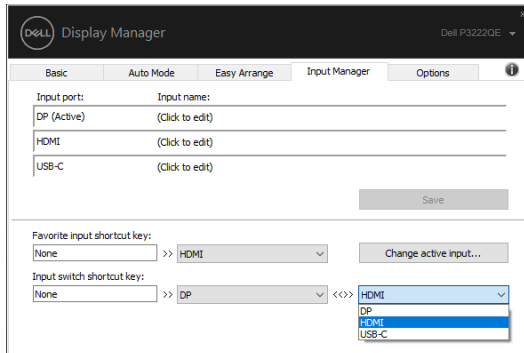 DELL Display Manager Dell P3222QE
Basic Auto Mode Easy Arrange Input Manager Options
Input port: Input name:
DP (Active) (Click to edit)
HDMI (Click to edit)
USB-C (Click to edit)
Save
Favorite input shortcut key:
None >> HDMI Change active input...
Input switch shortcut key:
None >> DP <<>> HDMI
DP
HDMI
USB-C